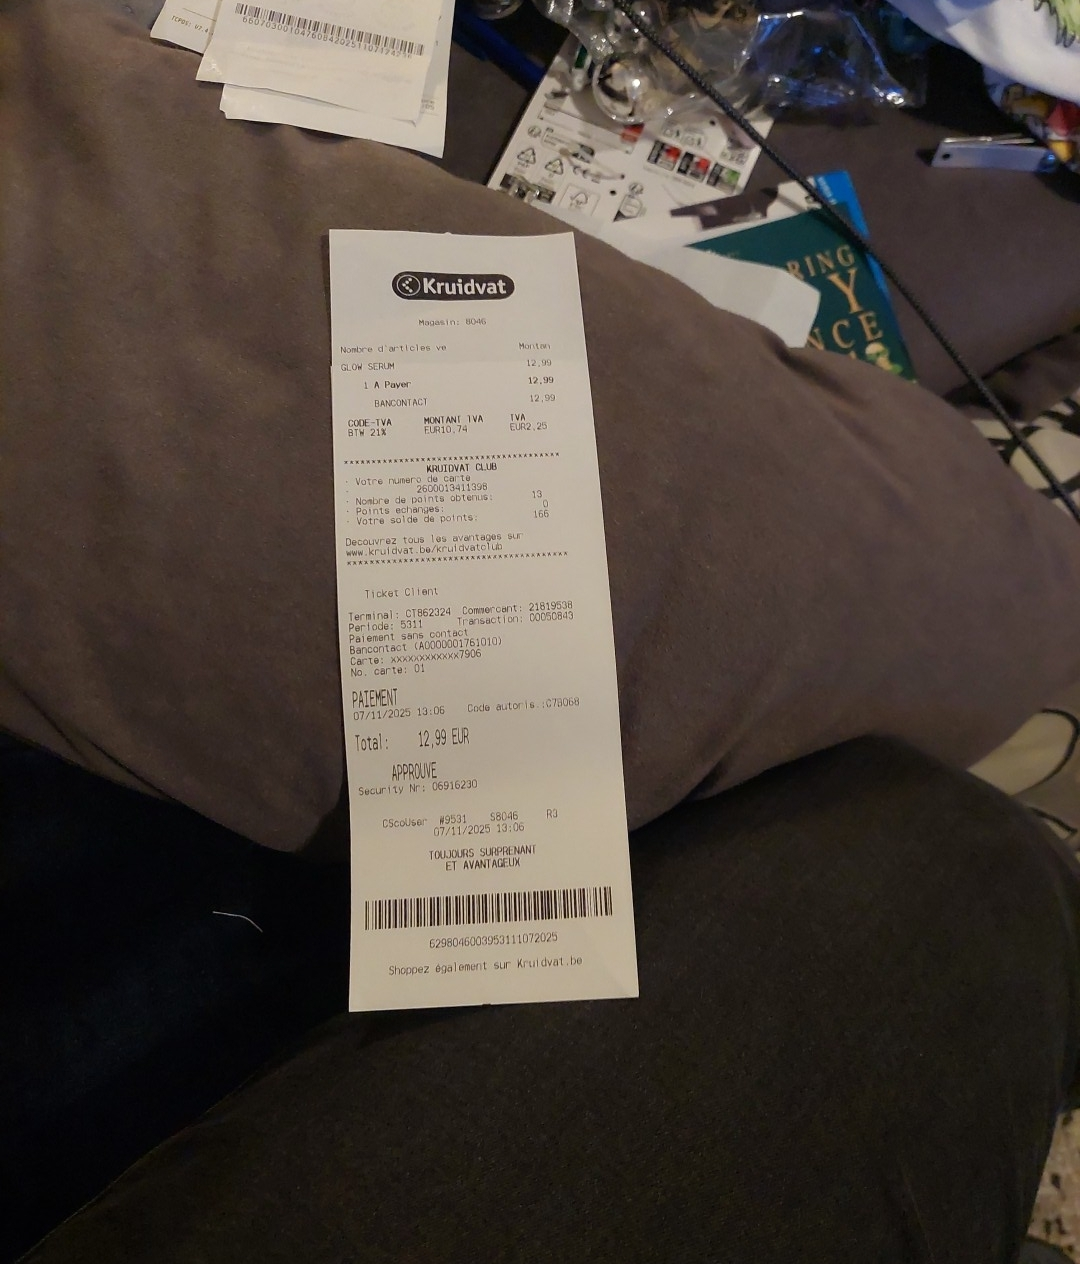 6607030010476084202511071
Kruidvat
Magasin: 8046
Nombre d'articles ve Montan
GLOW SERUM 12,99
1 A Payer 12,99
BANCONTACT 12,99
CODE-TVA MONTANT TVA TVA
BTW 21% EUR10,74 EUR2,25
****************************************
KRUIDVAT CLUB
· Votre numero de carte
· 2600013411398
· Nombre de points obtenus: 13
· Points echanges: 0
· Votre solde de points: 166
Decouvrez tous les avantages sur
www.kruidvat.be/kruidvatclub
****************************************
Ticket Client
Terminal: CT862324 Commercant: 21819538
Periode: 5311 Transaction: 00050843
Paiement sans contact
Bancontact (A0000001761010)
Carte: xxxxxxxxxxxx7906
No. carte: 01
PAIEMENT
07/11/2025 13:06 Code autoris.:C78068
Total: 12,99 EUR
APPROUVE
Security Nr: 06916230
CScoUser #9531 S8046 R3
07/11/2025 13:06
TOUJOURS SURPRENANT
ET AVANTAGEUX
6298046003953111072025
Shoppez également sur Kruidvat.be
RING
Y
NCE